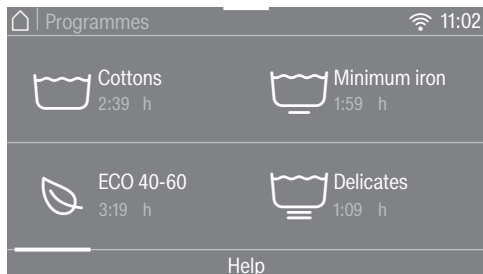 Programmes 11:02
Cottons
2:39 h
Minimum iron
1:59 h
ECO 40-60
3:19 h
Delicates
1:09 h
Help